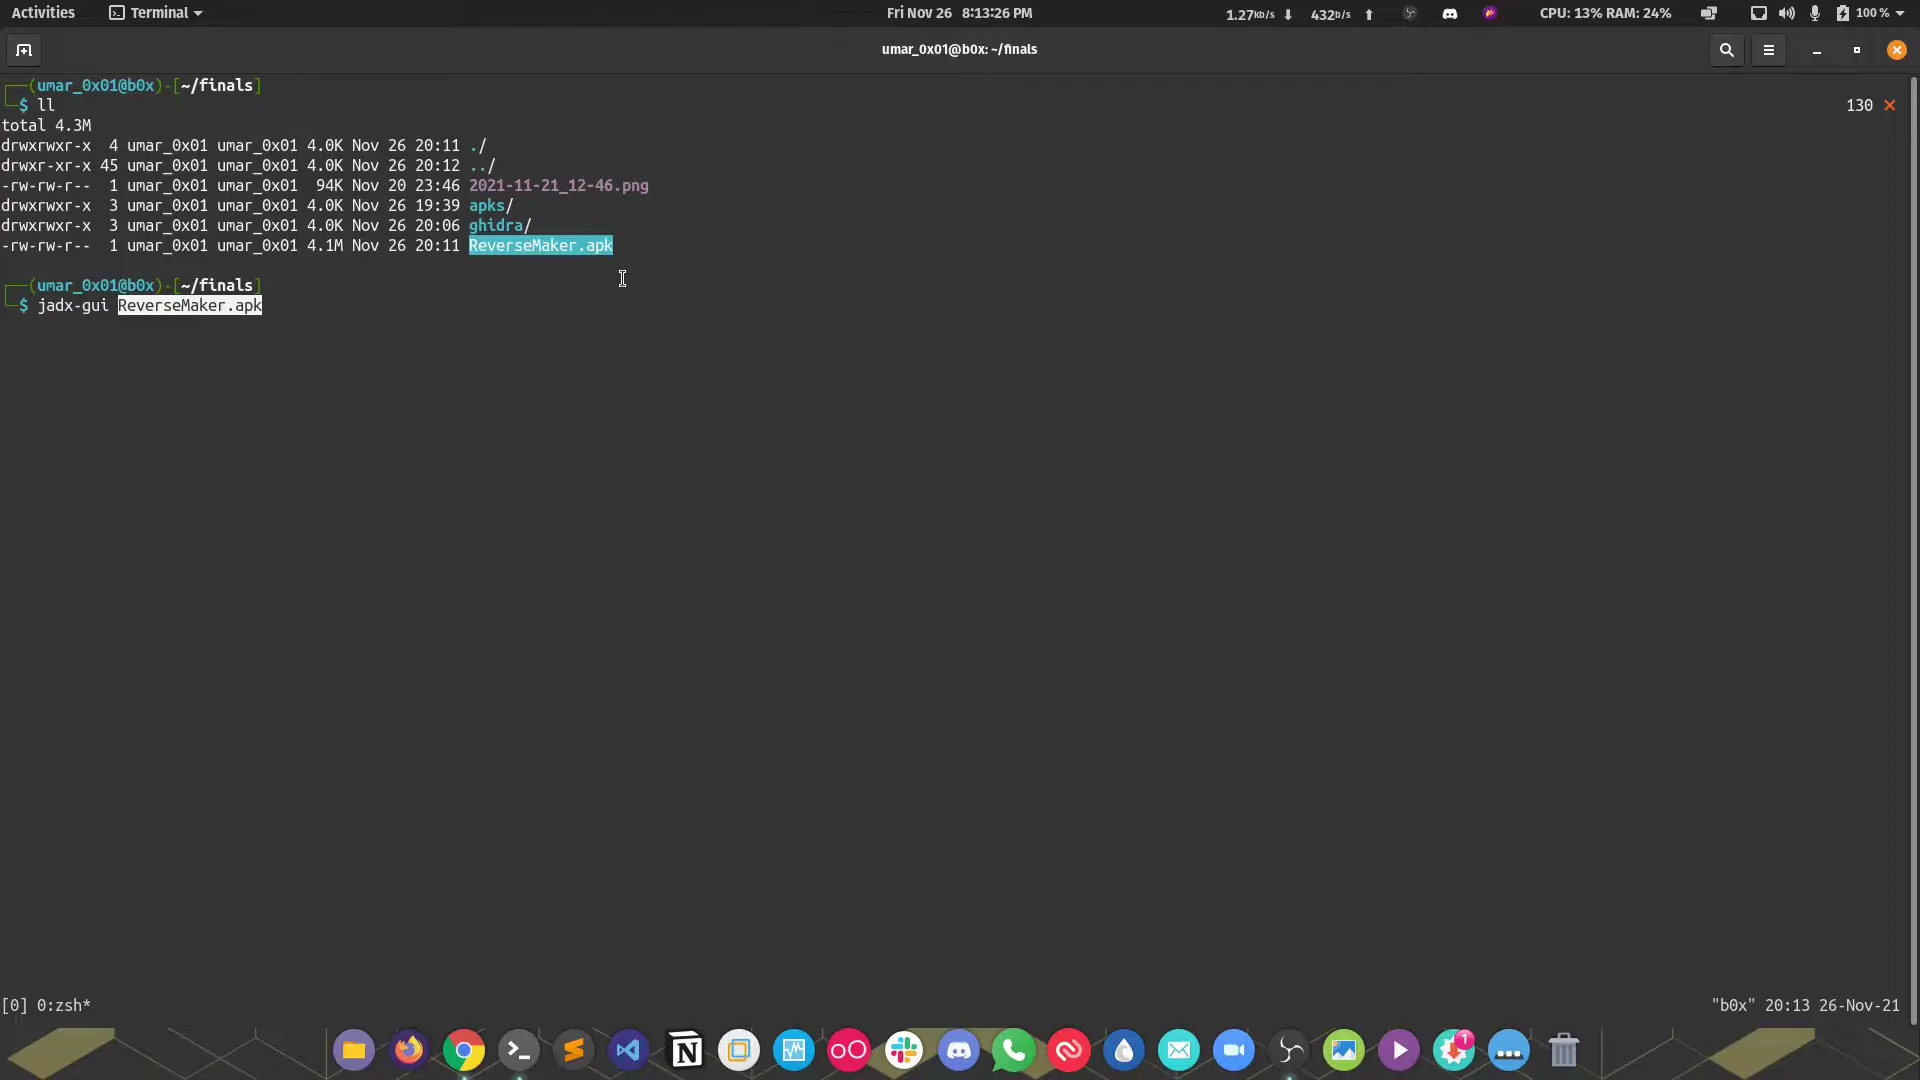 Activities
Terminal
Fri Nov 26 8:13:26 PM
1.27kb/s
432b/s
CPU: 13% RAM: 24%
100 %
umar_0x01@b0x: ~/finals
(umar_0x01@b0x)-[~/finals]
$ ll
130
total 4.3M
drwxrwxr-x 4 umar_0x01 umar_0x01 4.0K Nov 26 20:11 ./
drwxr-xr-x 45 umar_0x01 umar_0x01 4.0K Nov 26 20:12 ../
-rw-rw-r-- 1 umar_0x01 umar_0x01 94K Nov 20 23:46 2021-11-21_12-46.png
drwxrwxr-x 3 umar_0x01 umar_0x01 4.0K Nov 26 19:39 apks/
drwxrwxr-x 3 umar_0x01 umar_0x01 4.0K Nov 26 20:06 ghidra/
-rw-rw-r-- 1 umar_0x01 umar_0x01 4.1M Nov 26 20:11 ReverseMaker.apk
(umar_0x01@b0x)-[~/finals]
$ jadx-gui ReverseMaker.apk
[0] 0:zsh*
"b0x" 20:13 26-Nov-21
1